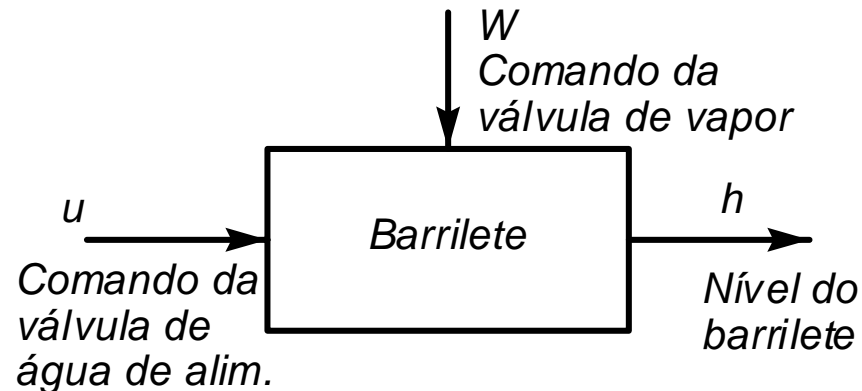 W
Comando da
válvula de vapor
u
Barrilete
h
Comando da
válvula de
água de alim.
Nível do
barrilete